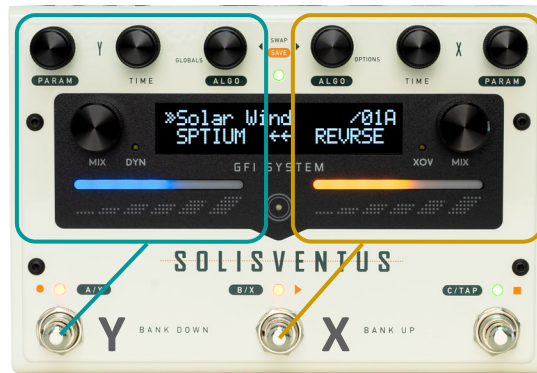 Y
SWAP
SAVE
X
GLOBALS
OPTIONS
PARAM
TIME
ALGO
ALGO
TIME
PARAM
»Solar Wind /01A
SPTIUM ←← REVRSE
MIX
DYN
XOV
MIX
GFI SYSTEM
SOLISVENTUS
A/Y
B/X
C/TAP
Y
BANK DOWN
X
BANK UP